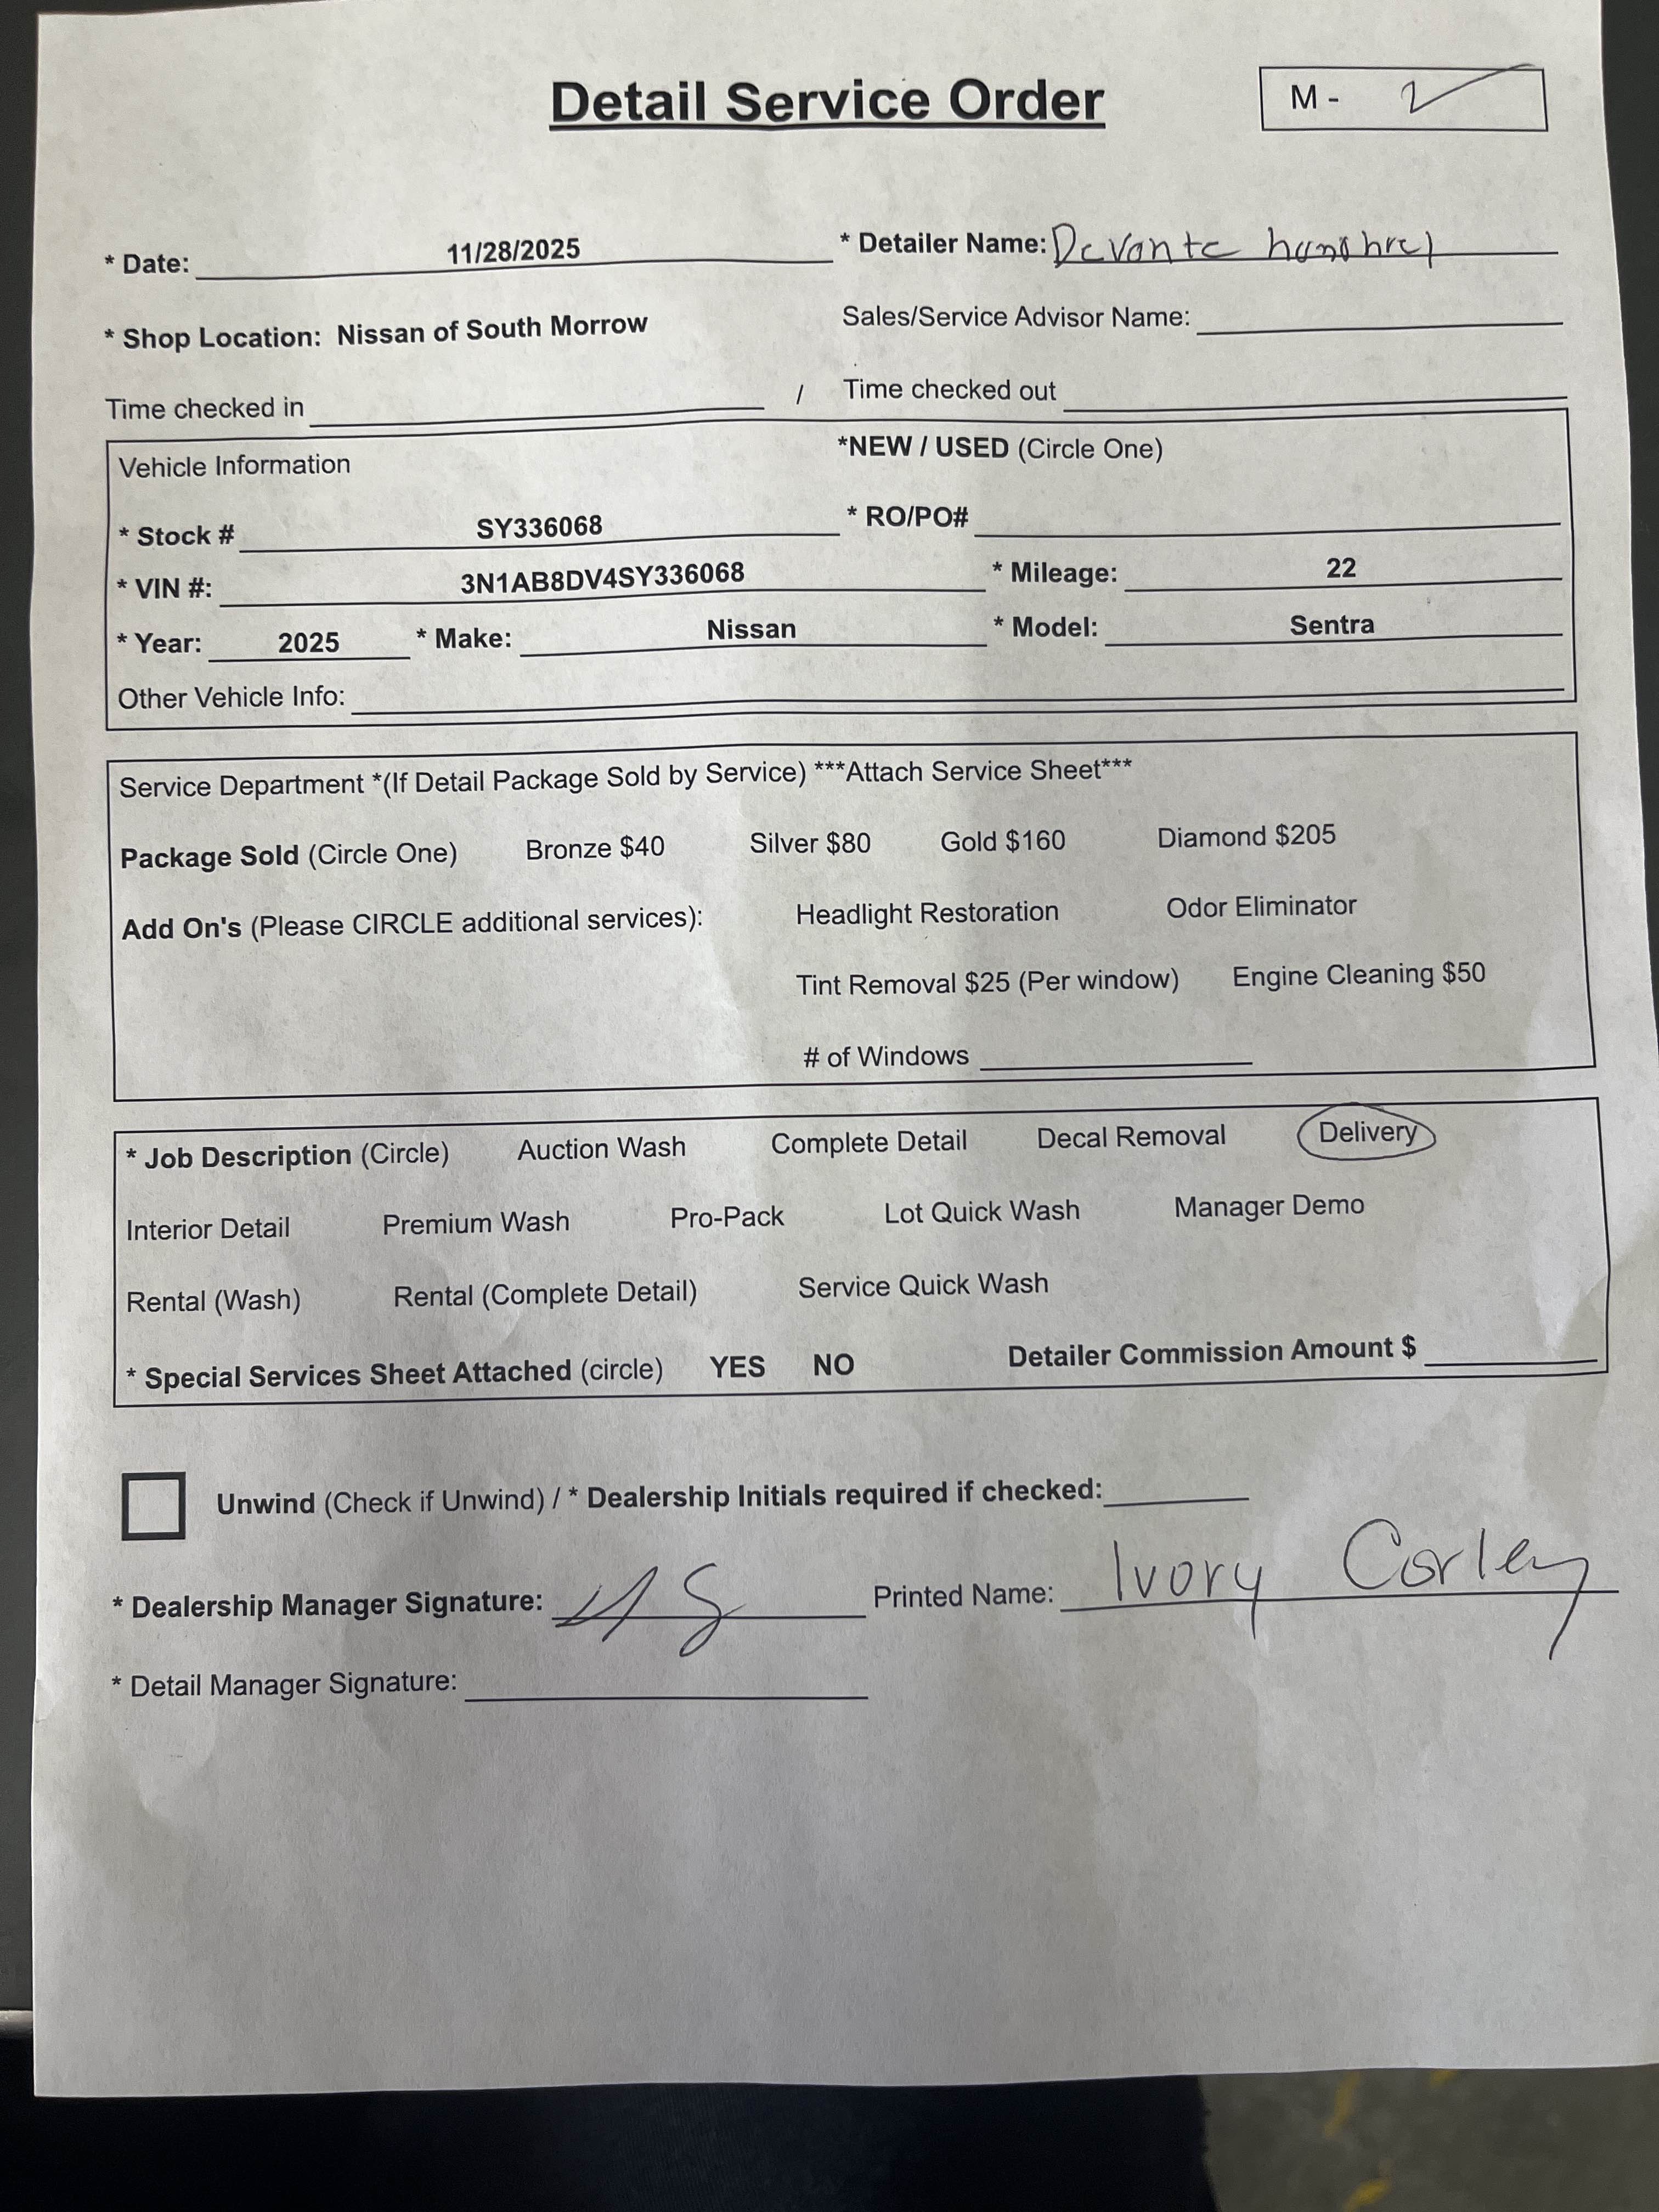 Detail Service Order
M -
* Date: 11/28/2025 * Detailer Name: Devante
* Shop Location: Nissan of South Morrow Sales/Service Advisor Name:
Time checked in / Time checked out
Vehicle Information *NEW / USED (Circle One)
* Stock # SY336068 * RO/PO#
* VIN #: 3N1AB8DV4SY336068 * Mileage: 22
* Year: 2025 * Make: Nissan * Model: Sentra
Other Vehicle Info:
Service Department *(If Detail Package Sold by Service) ***Attach Service Sheet***
Package Sold (Circle One) Bronze $40 Silver $80 Gold $160 Diamond $205
Add On's (Please CIRCLE additional services): Headlight Restoration Odor Eliminator
Tint Removal $25 (Per window) Engine Cleaning $50
# of Windows
* Job Description (Circle) Auction Wash Complete Detail Decal Removal Delivery
Interior Detail Premium Wash Pro-Pack Lot Quick Wash Manager Demo
Rental (Wash) Rental (Complete Detail) Service Quick Wash
* Special Services Sheet Attached (circle) YES NO Detailer Commission Amount $
Unwind (Check if Unwind) / * Dealership Initials required if checked:
* Dealership Manager Signature: Printed Name: Ivory Corley
* Detail Manager Signature: